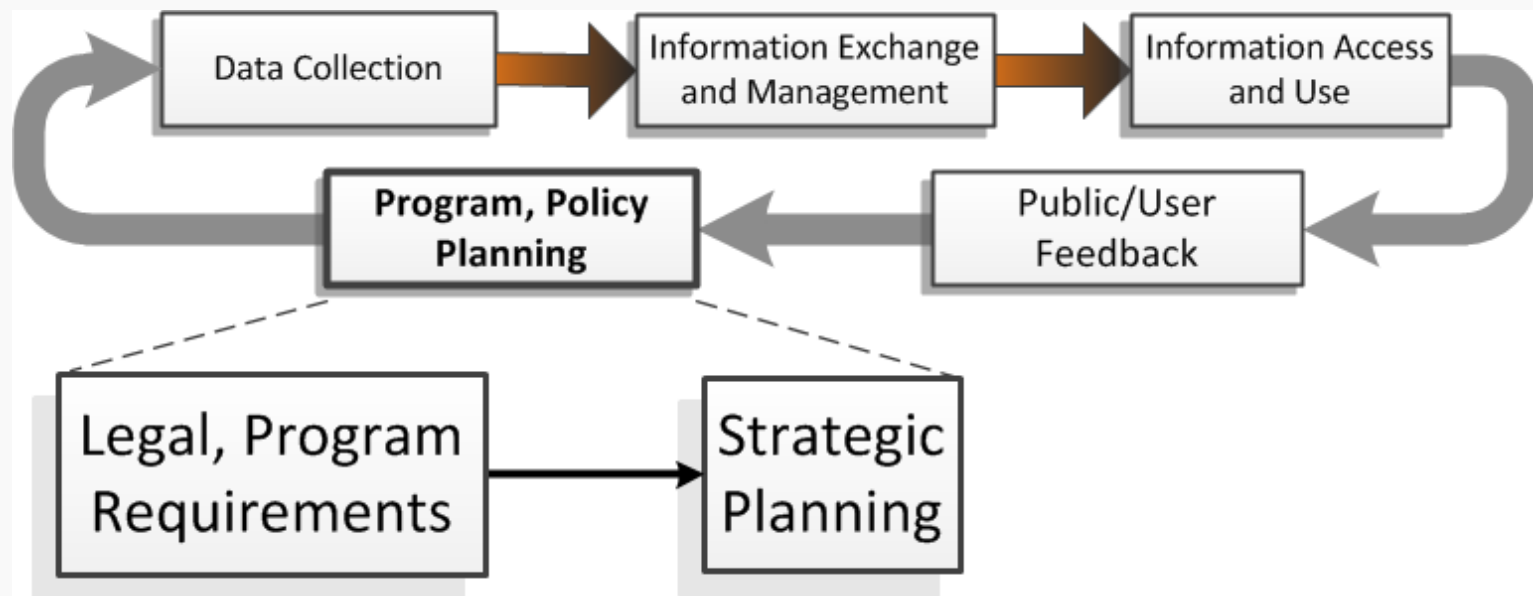 Data Collection
Information Exchange
and Management
Information Access
and Use
Program, Policy
Planning
Public/User
Feedback
Legal, Program
Requirements
Strategic
Planning